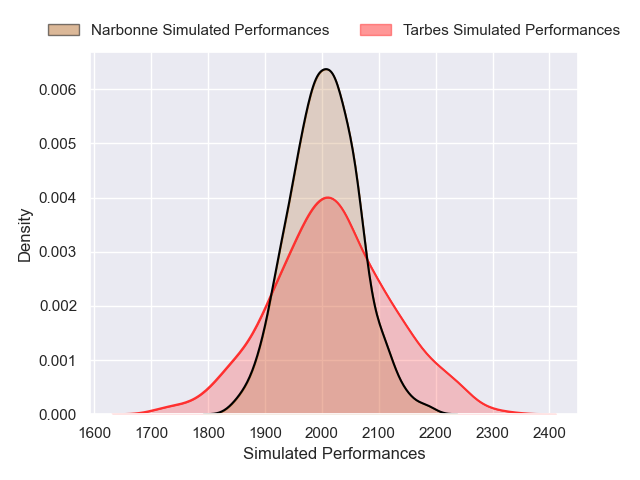 Narbonne Simulated Performances Tarbes Simulated Performances
0.006
0.005
0.004
0.003
0.002
0.001
0.000
Density
1600 1700 1800 1900 2000 2100 2200 2300 2400
Simulated Performances